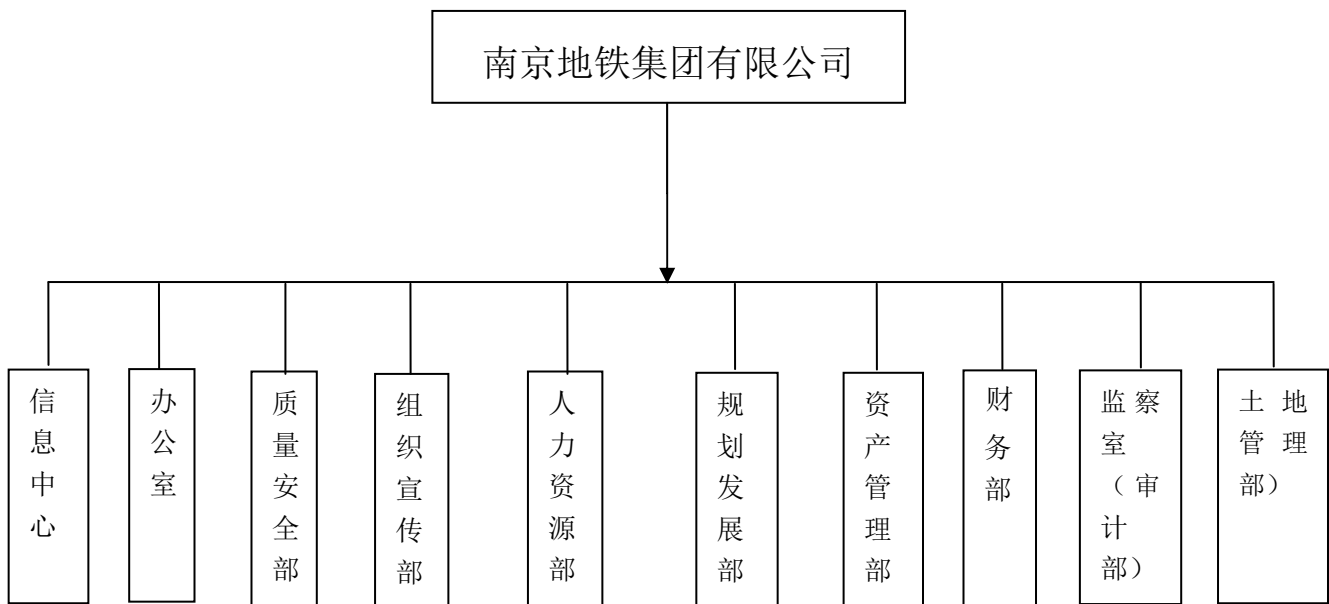 南京地铁集团有限公司
信息中心
办公室
质量安全部
组织宣传部
人力资源部
规划发展部
资产管理部
财务部
监察
室
（审
计
部）
土地
管理
部）